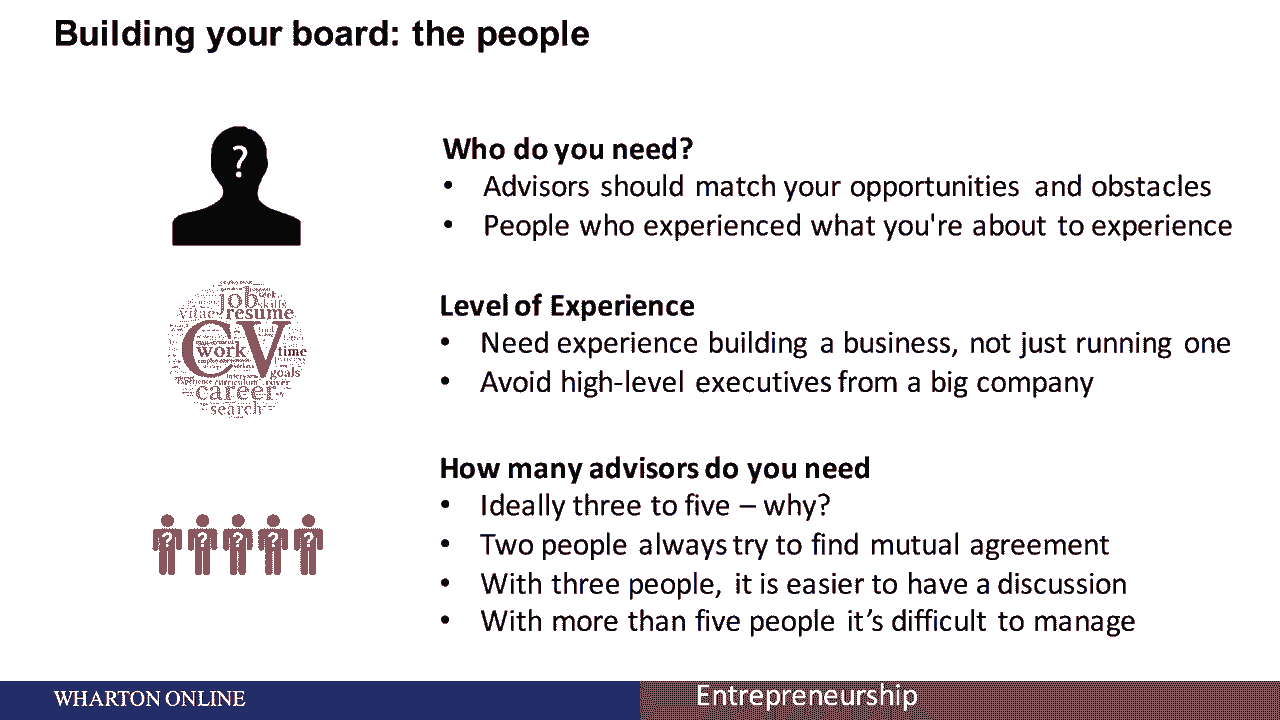 Building your board: the people
?
Who do you need?
• Advisors should match your opportunities and obstacles
• People who experienced what you're about to experience
job
skills
vitae
resume
CV
work
time
goals
career
search
Level of Experience
• Need experience building a business, not just running one
• Avoid high-level executives from a big company
How many advisors do you need
• Ideally three to five – why?
• Two people always try to find mutual agreement
• With three people, it is easier to have a discussion
• With more than five people it’s difficult to manage
? ? ? ? ?
WHARTON ONLINE
Entrepreneurship